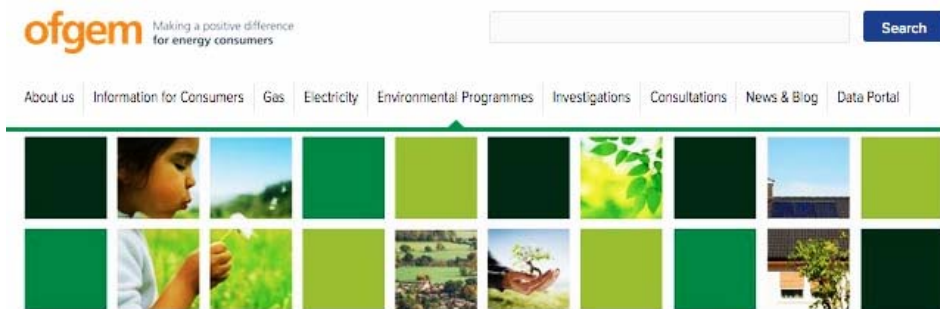 ofgem
Making a positive difference
for energy consumers
Search
About us
Information for Consumers
Gas
Electricity
Environmental Programmes
Investigations
Consultations
News & Blog
Data Portal